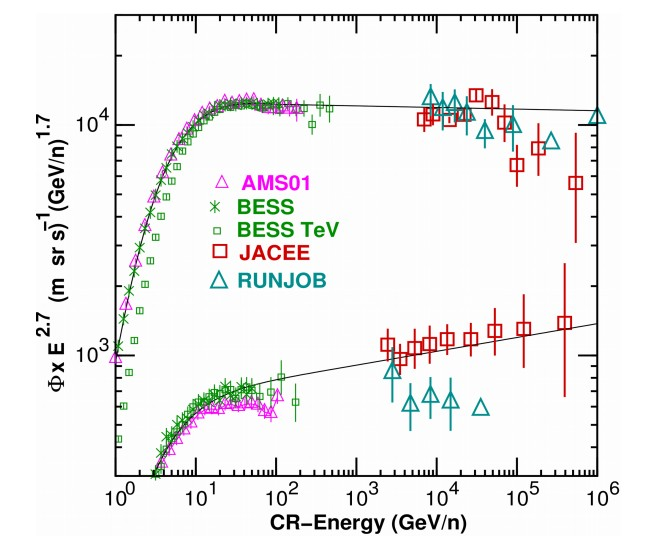 10^4
10^3
Φx E^2.7 (m sr s)^-1(GeV/n)^1.7
AMS01
BESS
BESS TeV
JACEE
RUNJOB
10^0 10^1 10^2 10^3 10^4 10^5 10^6
CR−Energy (GeV/n)